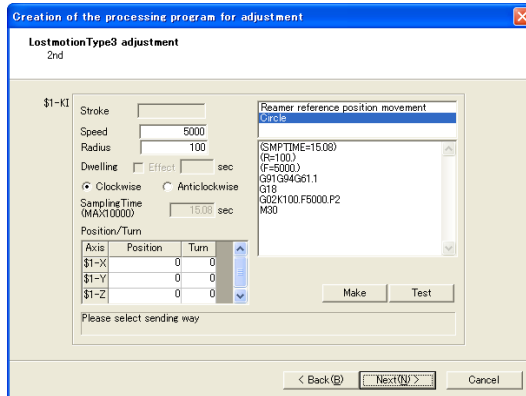 Creation of the processing program for adjustment
LostmotionType3 adjustment
2nd
$1-KI
Stroke
Speed 5000
Radius 100
Dwelling Effect sec
Clockwise Anticlockwise
SamplingTime
(MAX10000) 15.08 sec
Position/Turn
Axis Position Turn
$1-X 0 0
$1-Y 0 0
$1-Z 0 0
Reamer reference position movement
Circle
(SMPTIME=15.08)
(R=100.)
(F=5000.)
G91G94G61.1
G18
G02K100.F5000.P2
M30
Make Test
Please select sending way
< Back(B) Next(N) > Cancel